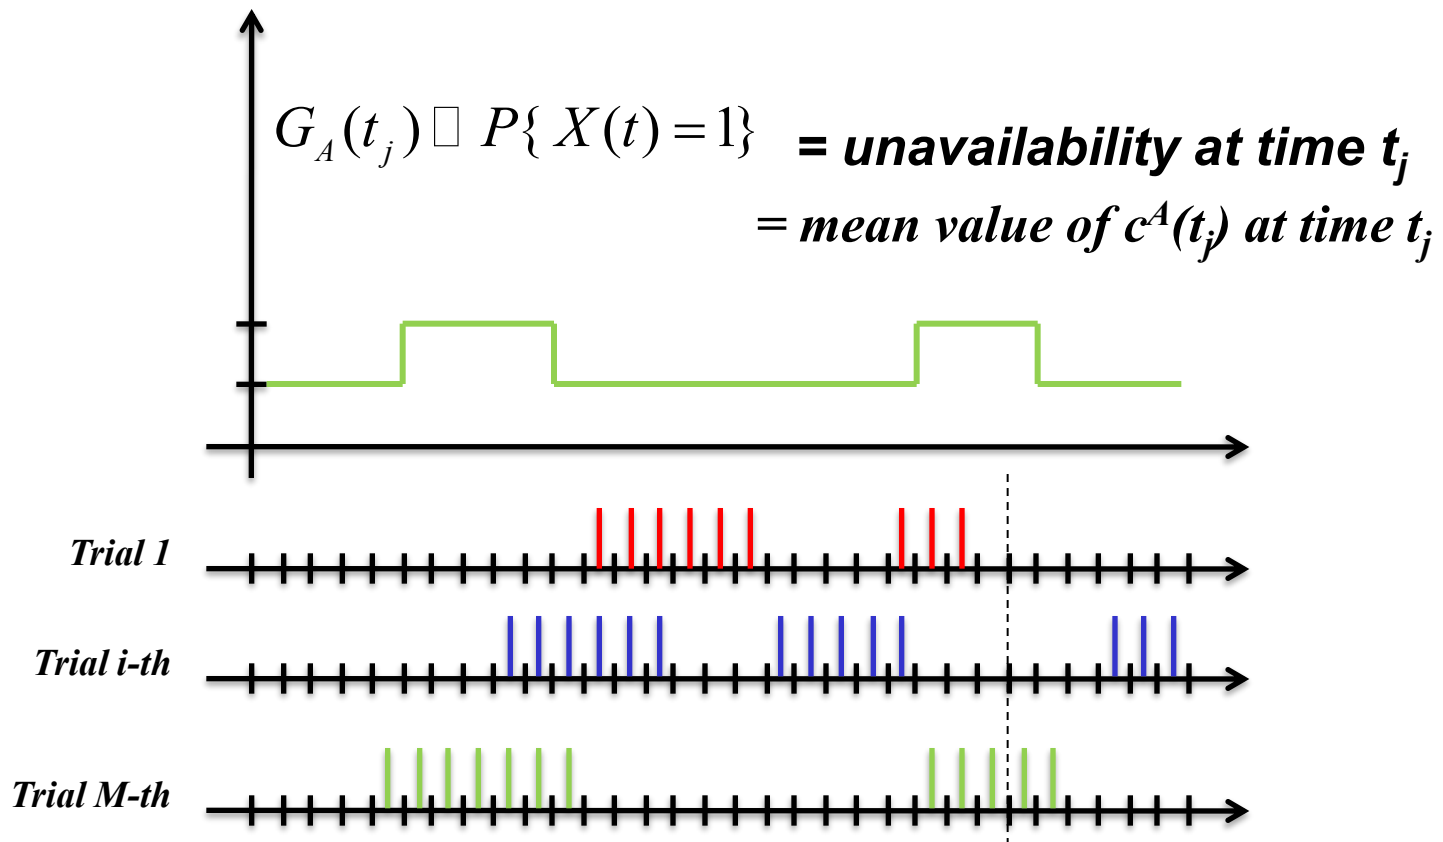 G_A(t_j) □ P{ X(t) = 1} = unavailability at time t_j
= mean value of c^A(t_j) at time t_j
Trial 1
Trial i-th
Trial M-th